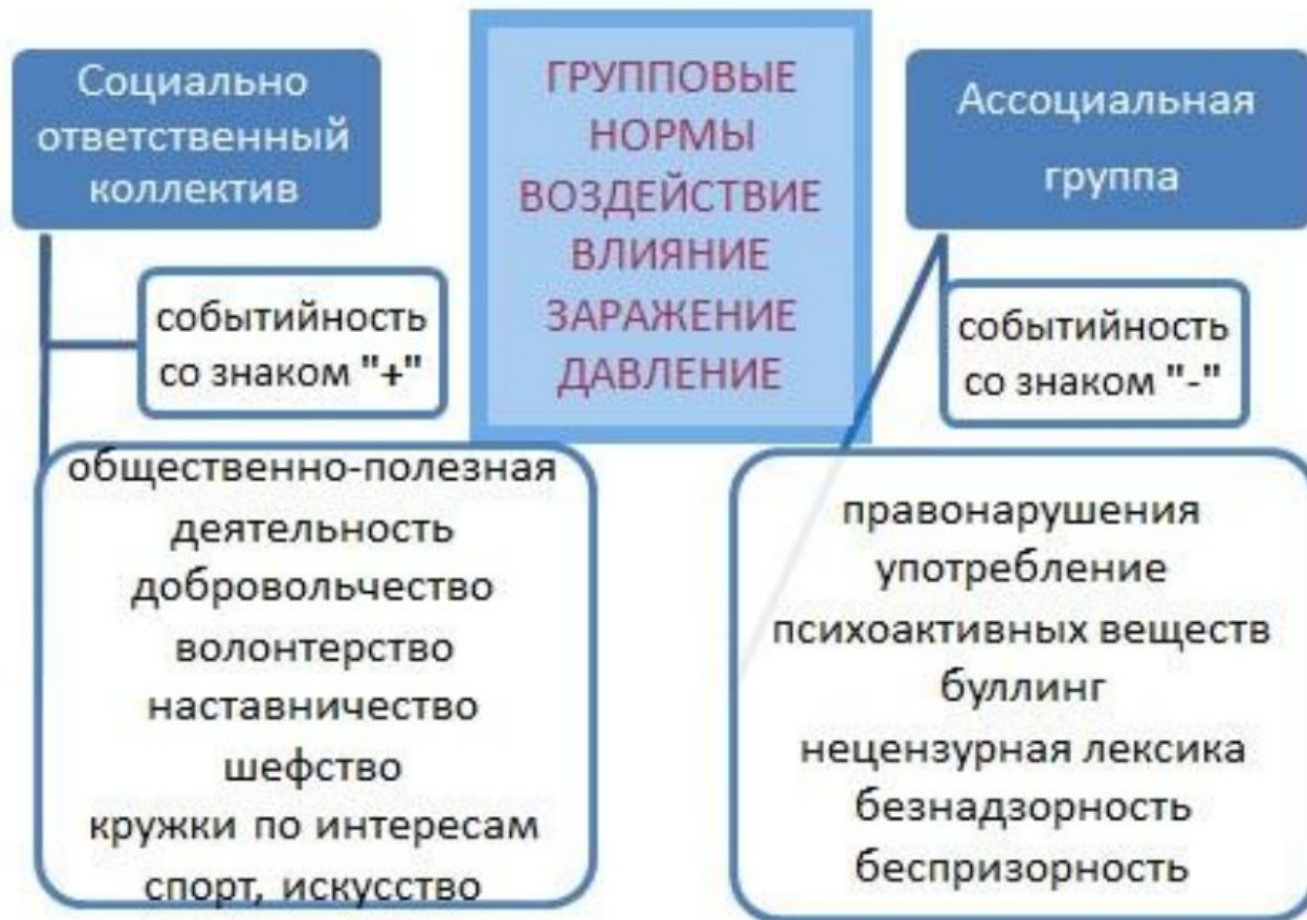 Социально
ответственный
коллектив
событийность
со знаком "+"
общественно-полезная
деятельность
добровольчество
волонтерство
наставничество
шефство
кружки по интересам
спорт, искусство
ГРУППОВЫЕ
НОРМЫ
ВОЗДЕЙСТВИЕ
ВЛИЯНИЕ
ЗАРАЖЕНИЕ
ДАВЛЕНИЕ
Ассоциальная
группа
событийность
со знаком "-"
правонарушения
употребление
психоактивных веществ
буллинг
нецензурная лексика
безнадзорность
беспризорность